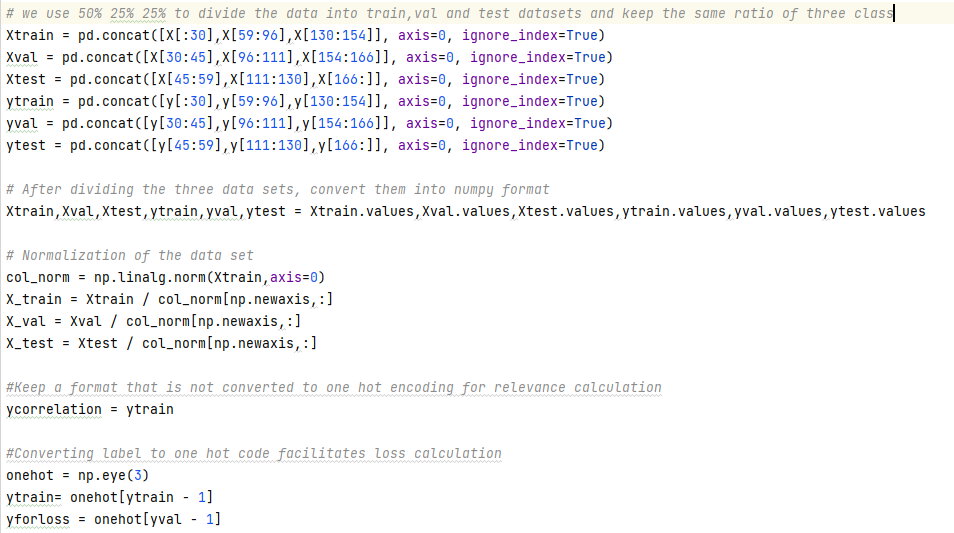 # we use 50% 25% 25% to divide the data into train,val and test datasets and keep the same ratio of three class
Xtrain = pd.concat([X[:30],X[59:96],X[130:154]], axis=0, ignore_index=True)
Xval = pd.concat([X[30:45],X[96:111],X[154:166]], axis=0, ignore_index=True)
Xtest = pd.concat([X[45:59],X[111:130],X[166:]], axis=0, ignore_index=True)
ytrain = pd.concat([y[:30],y[59:96],y[130:154]], axis=0, ignore_index=True)
yval = pd.concat([y[30:45],y[96:111],y[154:166]], axis=0, ignore_index=True)
ytest = pd.concat([y[45:59],y[111:130],y[166:]], axis=0, ignore_index=True)
# After dividing the three data sets, convert them into numpy format
Xtrain,Xval,Xtest,ytrain,yval,ytest = Xtrain.values,Xval.values,Xtest.values,ytrain.values,yval.values,ytest.values
# Normalization of the data set
col_norm = np.linalg.norm(Xtrain,axis=0)
X_train = Xtrain / col_norm[np.newaxis,:]
X_val = Xval / col_norm[np.newaxis,:]
X_test = Xtest / col_norm[np.newaxis,:]
#Keep a format that is not converted to one hot encoding for relevance calculation
ycorrelation = ytrain
#Converting label to one hot code facilitates loss calculation
onehot = np.eye(3)
ytrain= onehot[ytrain - 1]
yforloss = onehot[yval - 1]